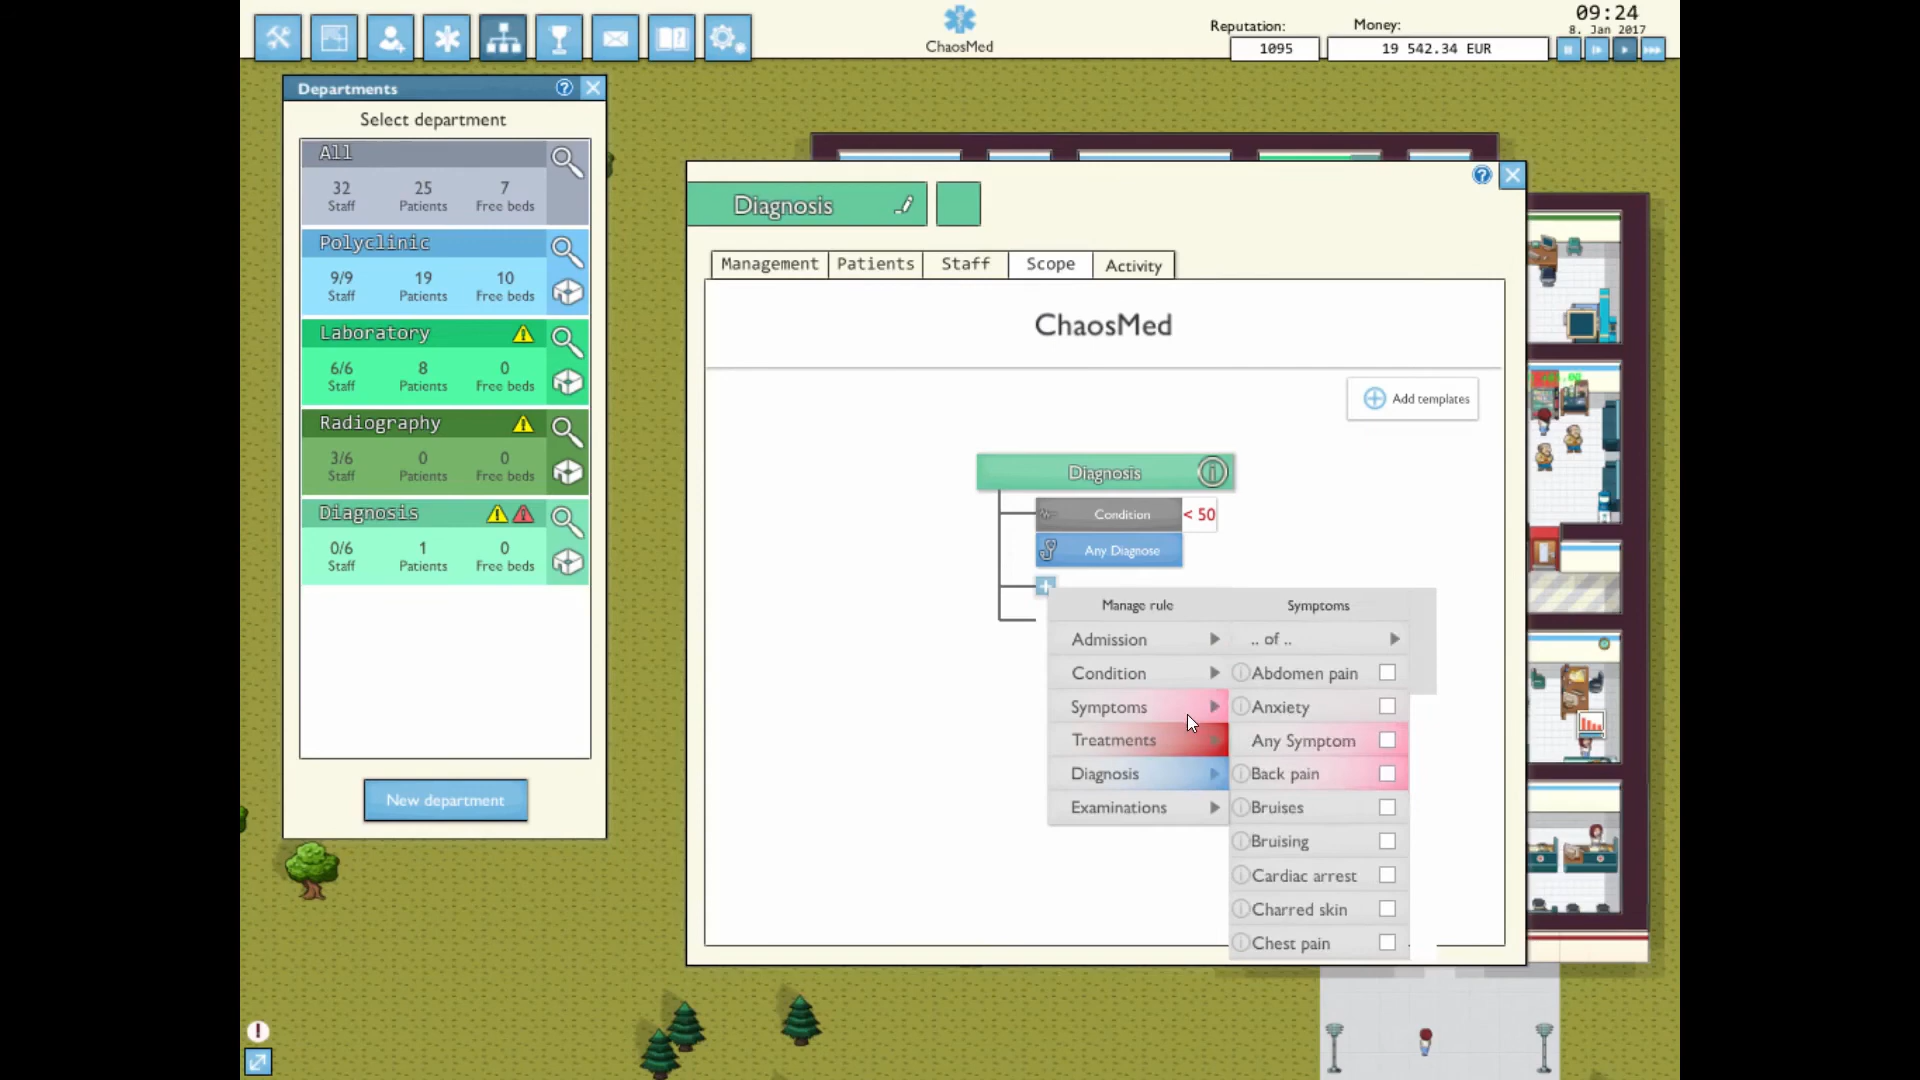 ChaosMed
Reputation:
1095
Money:
19 542.34 EUR
09:24
8. Jan 2017
Departments
Select department
All
32 25 7
Staff Patients Free beds
Polyclinic
9/9 19 10
Staff Patients Free beds
Laboratory
6/6 8 0
Staff Patients Free beds
Radiography
3/6 0 0
Staff Patients Free beds
Diagnosis
0/6 1 0
Staff Patients Free beds
New department
Diagnosis
Management Patients Staff Scope Activity
ChaosMed
Add templates
Diagnosis
Condition < 50
Any Diagnose
Manage rule
Admission
Condition
Symptoms
Treatments
Diagnosis
Examinations
Symptoms
.. of ..
Abdomen pain
Anxiety
Any Symptom
Back pain
Bruises
Bruising
Cardiac arrest
Charred skin
Chest pain